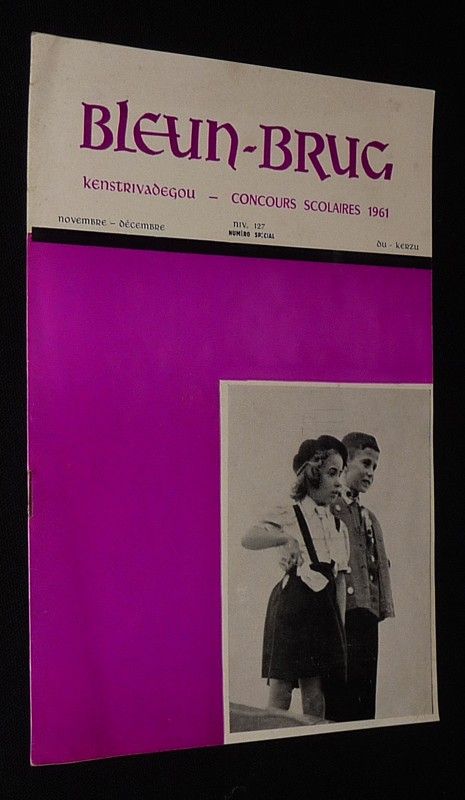 Bleun-Brug
Kenstrivadegou – CONCOURS SCOLAIRES 1961
novembre – décembre
niv. 127
NUMÉRO SPÉCIAL
du - kerzu